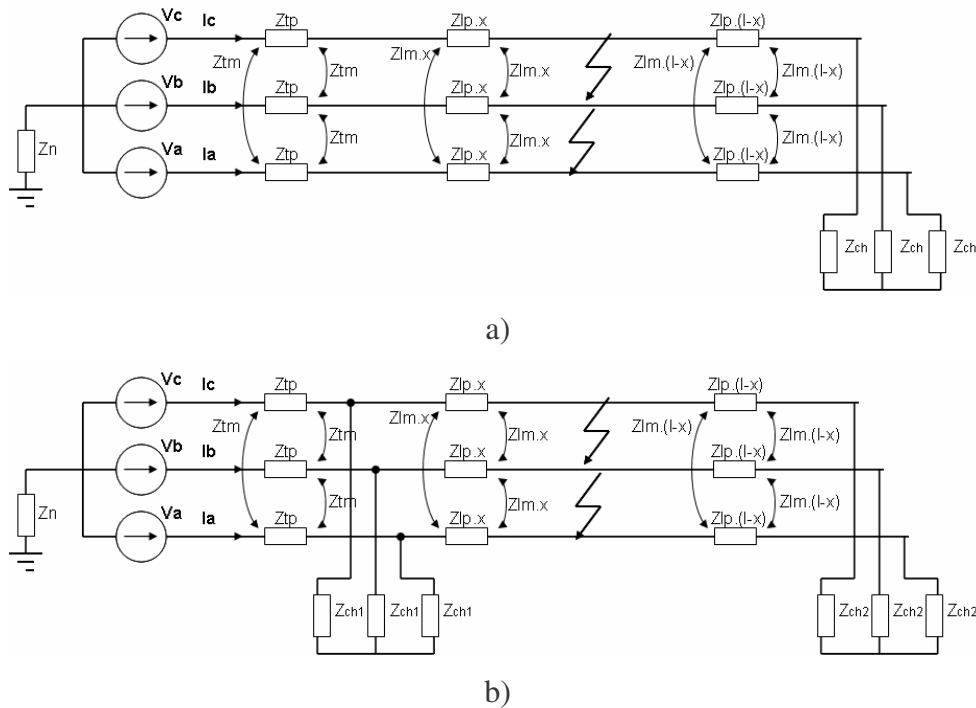 Vc Ic Ztp Zlp.x Zlp.(l-x)
Ztm Ztm Zlm.x Zlm.x Zlm.(l-x) Zlm.(l-x)
Vb Ib Ztp Zlp.x Zlp.(l-x)
Zn Ztm Zlm.x Zlm.(l-x)
Va Ia Ztp Zlp.x Zlp.(l-x)
Zch Zch Zch
a)
Vc Ic Ztp Zlp.x Zlp.(l-x)
Ztm Ztm Zlm.x Zlm.x Zlm.(l-x) Zlm.(l-x)
Vb Ib Ztp Zlp.x Zlp.(l-x)
Zn Ztm Zlm.x Zlm.(l-x)
Va Ia Ztp Zlp.x Zlp.(l-x)
Zch1 Zch1 Zch1 Zch2 Zch2 Zch2
b)